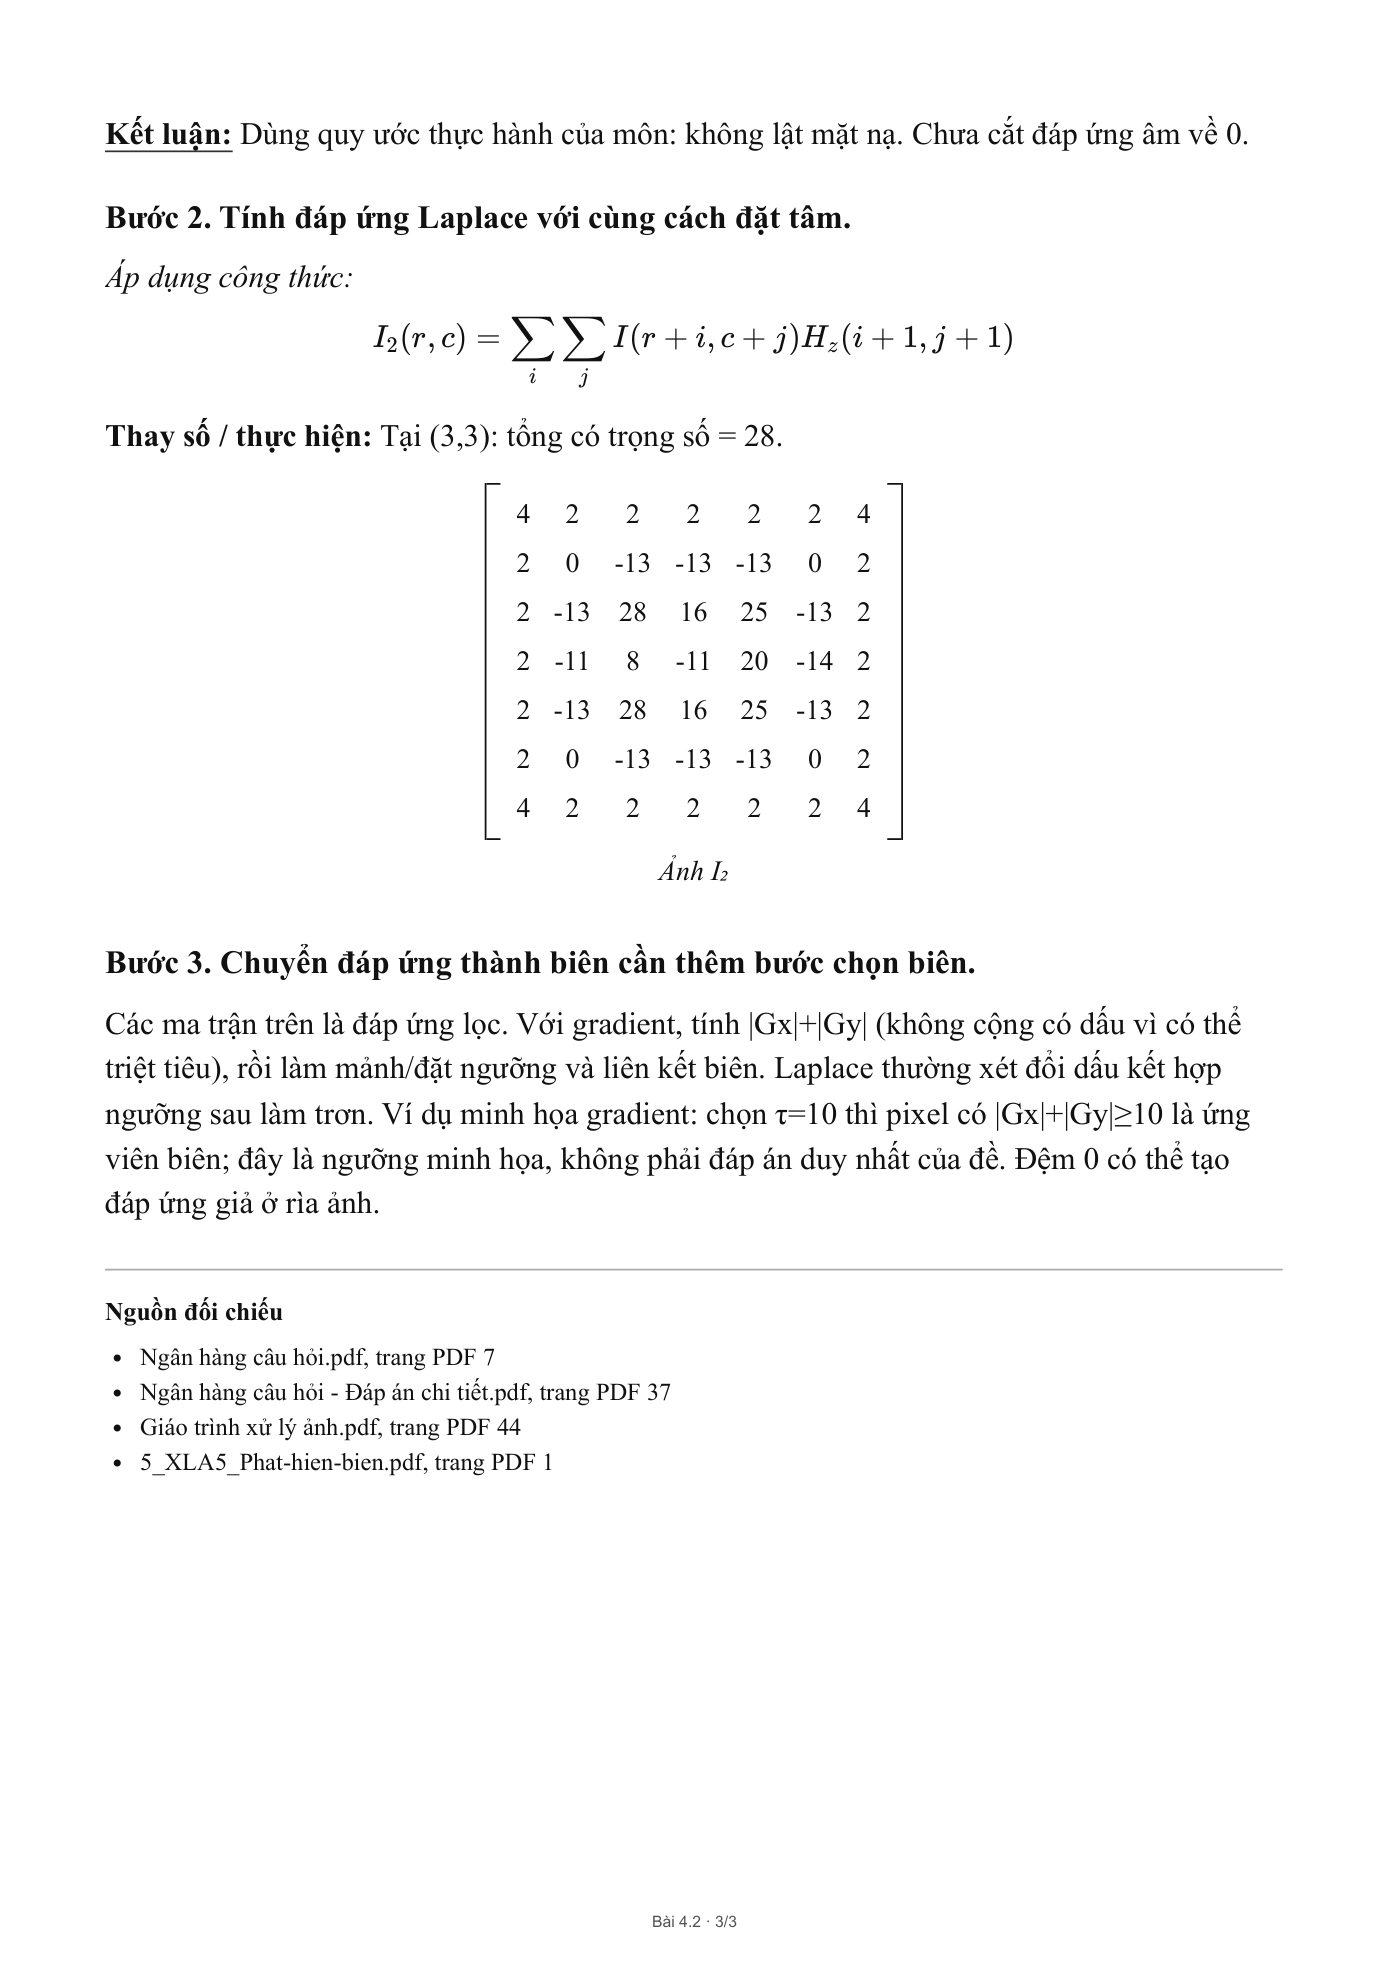 Kết luận: Dùng quy ước thực hành của môn: không lật mặt nạ. Chưa cắt đáp ứng âm về 0.
Bước 2. Tính đáp ứng Laplace với cùng cách đặt tâm.
Áp dụng công thức:
I₂(r, c) = ∑_i ∑_j I(r + i, c + j)H_z(i + 1, j + 1)
Thay số / thực hiện: Tại (3,3): tổng có trọng số = 28.
4 2 2 2 2 2 4
2 0 -13 -13 -13 0 2
2 -13 28 16 25 -13 2
2 -11 8 -11 20 -14 2
2 -13 28 16 25 -13 2
2 0 -13 -13 -13 0 2
4 2 2 2 2 2 4
Ảnh I₂
Bước 3. Chuyển đáp ứng thành biên cần thêm bước chọn biên.
Các ma trận trên là đáp ứng lọc. Với gradient, tính |Gx|+|Gy| (không cộng có dấu vì có thể
triệt tiêu), rồi làm mảnh/đặt ngưỡng và liên kết biên. Laplace thường xét đổi dấu kết hợp
ngưỡng sau làm trơn. Ví dụ minh họa gradient: chọn τ=10 thì pixel có |Gx|+|Gy|≥10 là ứng
viên biên; đây là ngưỡng minh họa, không phải đáp án duy nhất của đề. Đệm 0 có thể tạo
đáp ứng giả ở rìa ảnh.
Nguồn đối chiếu
• Ngân hàng câu hỏi.pdf, trang PDF 7
• Ngân hàng câu hỏi - Đáp án chi tiết.pdf, trang PDF 37
• Giáo trình xử lý ảnh.pdf, trang PDF 44
• 5_XLA5_Phat-hien-bien.pdf, trang PDF 1
Bài 4.2 · 3/3